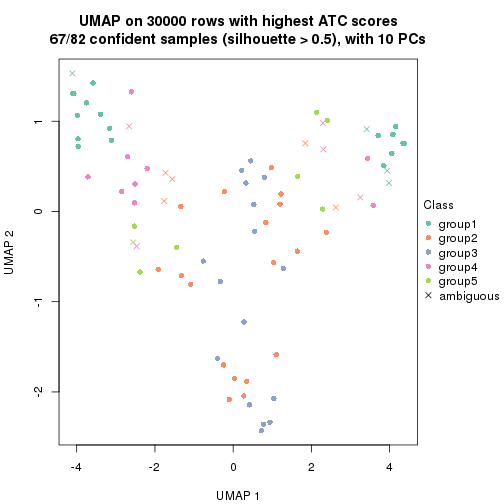 UMAP on 30000 rows with highest ATC scores
67/82 confident samples (silhouette > 0.5), with 10 PCs
UMAP 2
1
0
-1
-2
-4
-2
0
2
4
UMAP 1
Class
group1
group2
group3
group4
group5
ambiguous